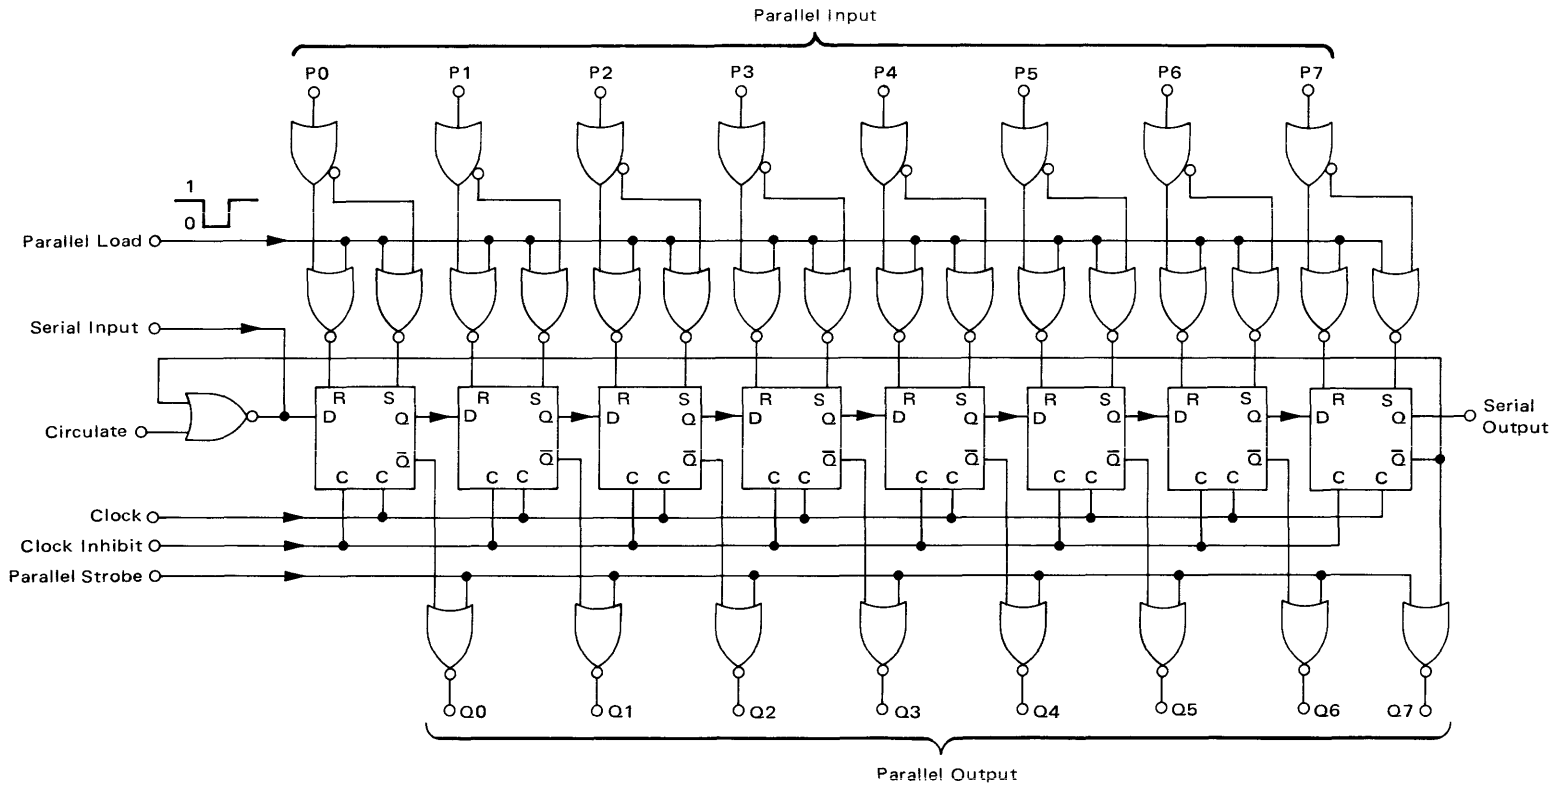 Parallel Input
P0 P1 P2 P3 P4 P5 P6 P7
1
0
Parallel Load
Serial Input
R S R S R S R S R S R S R S R S
D Q D Q D Q D Q D Q D Q D Q D Q
Serial
Output
Circulate
Q̅ Q̅ Q̅ Q̅ Q̅ Q̅ Q̅ Q̅
C C C C C C C C C C C C C C C C
Clock
Clock Inhibit
Parallel Strobe
Q0 Q1 Q2 Q3 Q4 Q5 Q6 Q7
Parallel Output